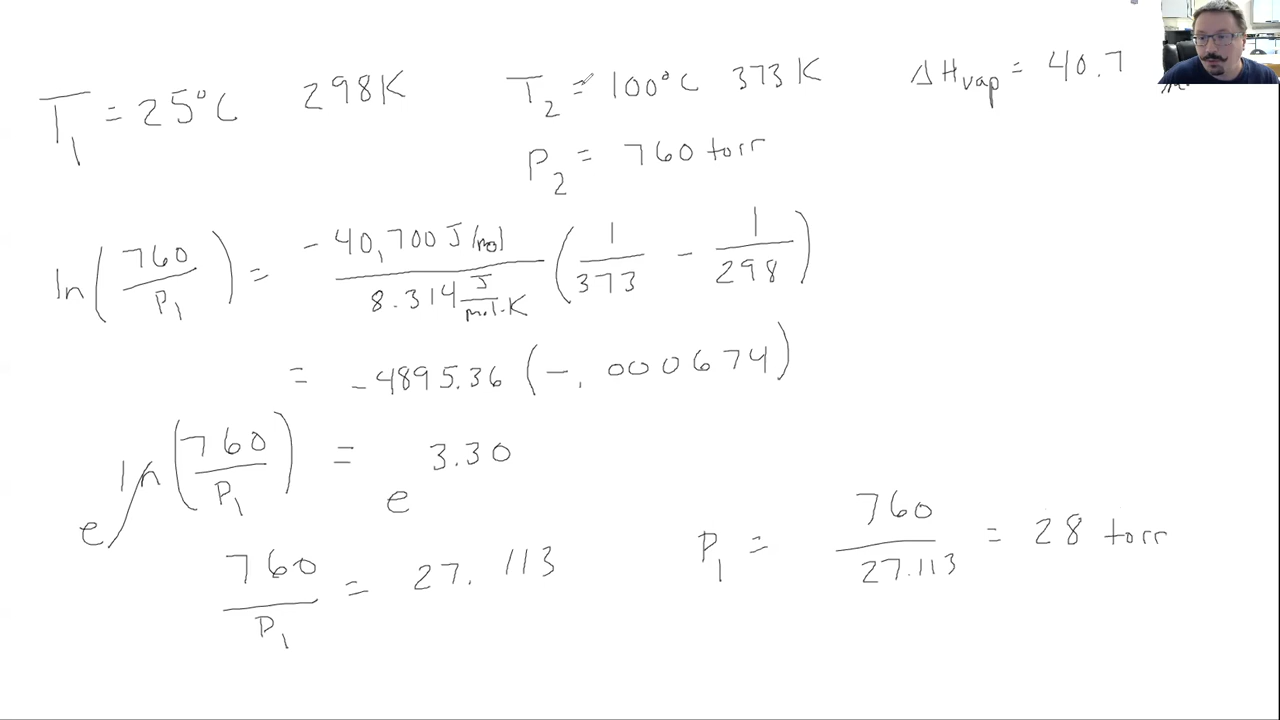 T₁ = 25°C 298K T₂ = 100°C 373K ΔHvap = 40.7
P₂ = 760 torr
ln(760/P₁) = -40,700 J/mol / 8.314 J/mol·K (1/373 - 1/298)
= -4895.36 (-.000674)
e^ln(760/P₁) = e^3.30
760/P₁ = 27.113 P₁ = 760/27.113 = 28 torr